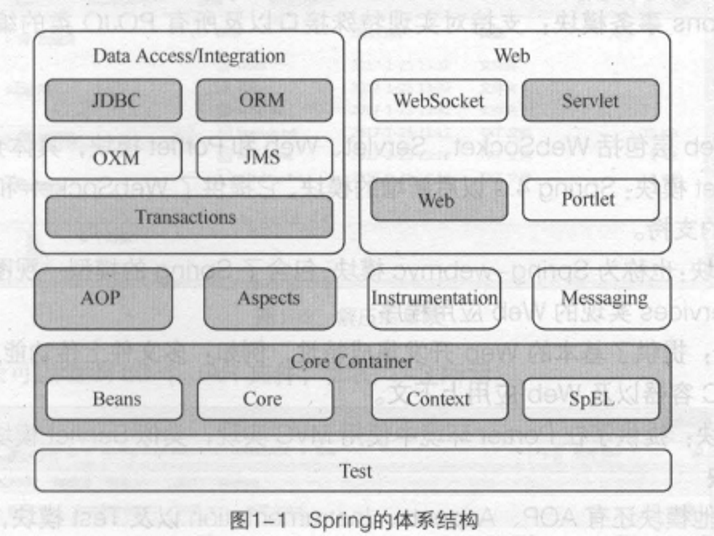 Data Access/Integration
Web
JDBC
ORM
WebSocket
Servlet
OXM
JMS
Transactions
Web
Portlet
AOP
Aspects
Instrumentation
Messaging
Core Container
Beans
Core
Context
SpEL
Test
图1-1 Spring的体系结构